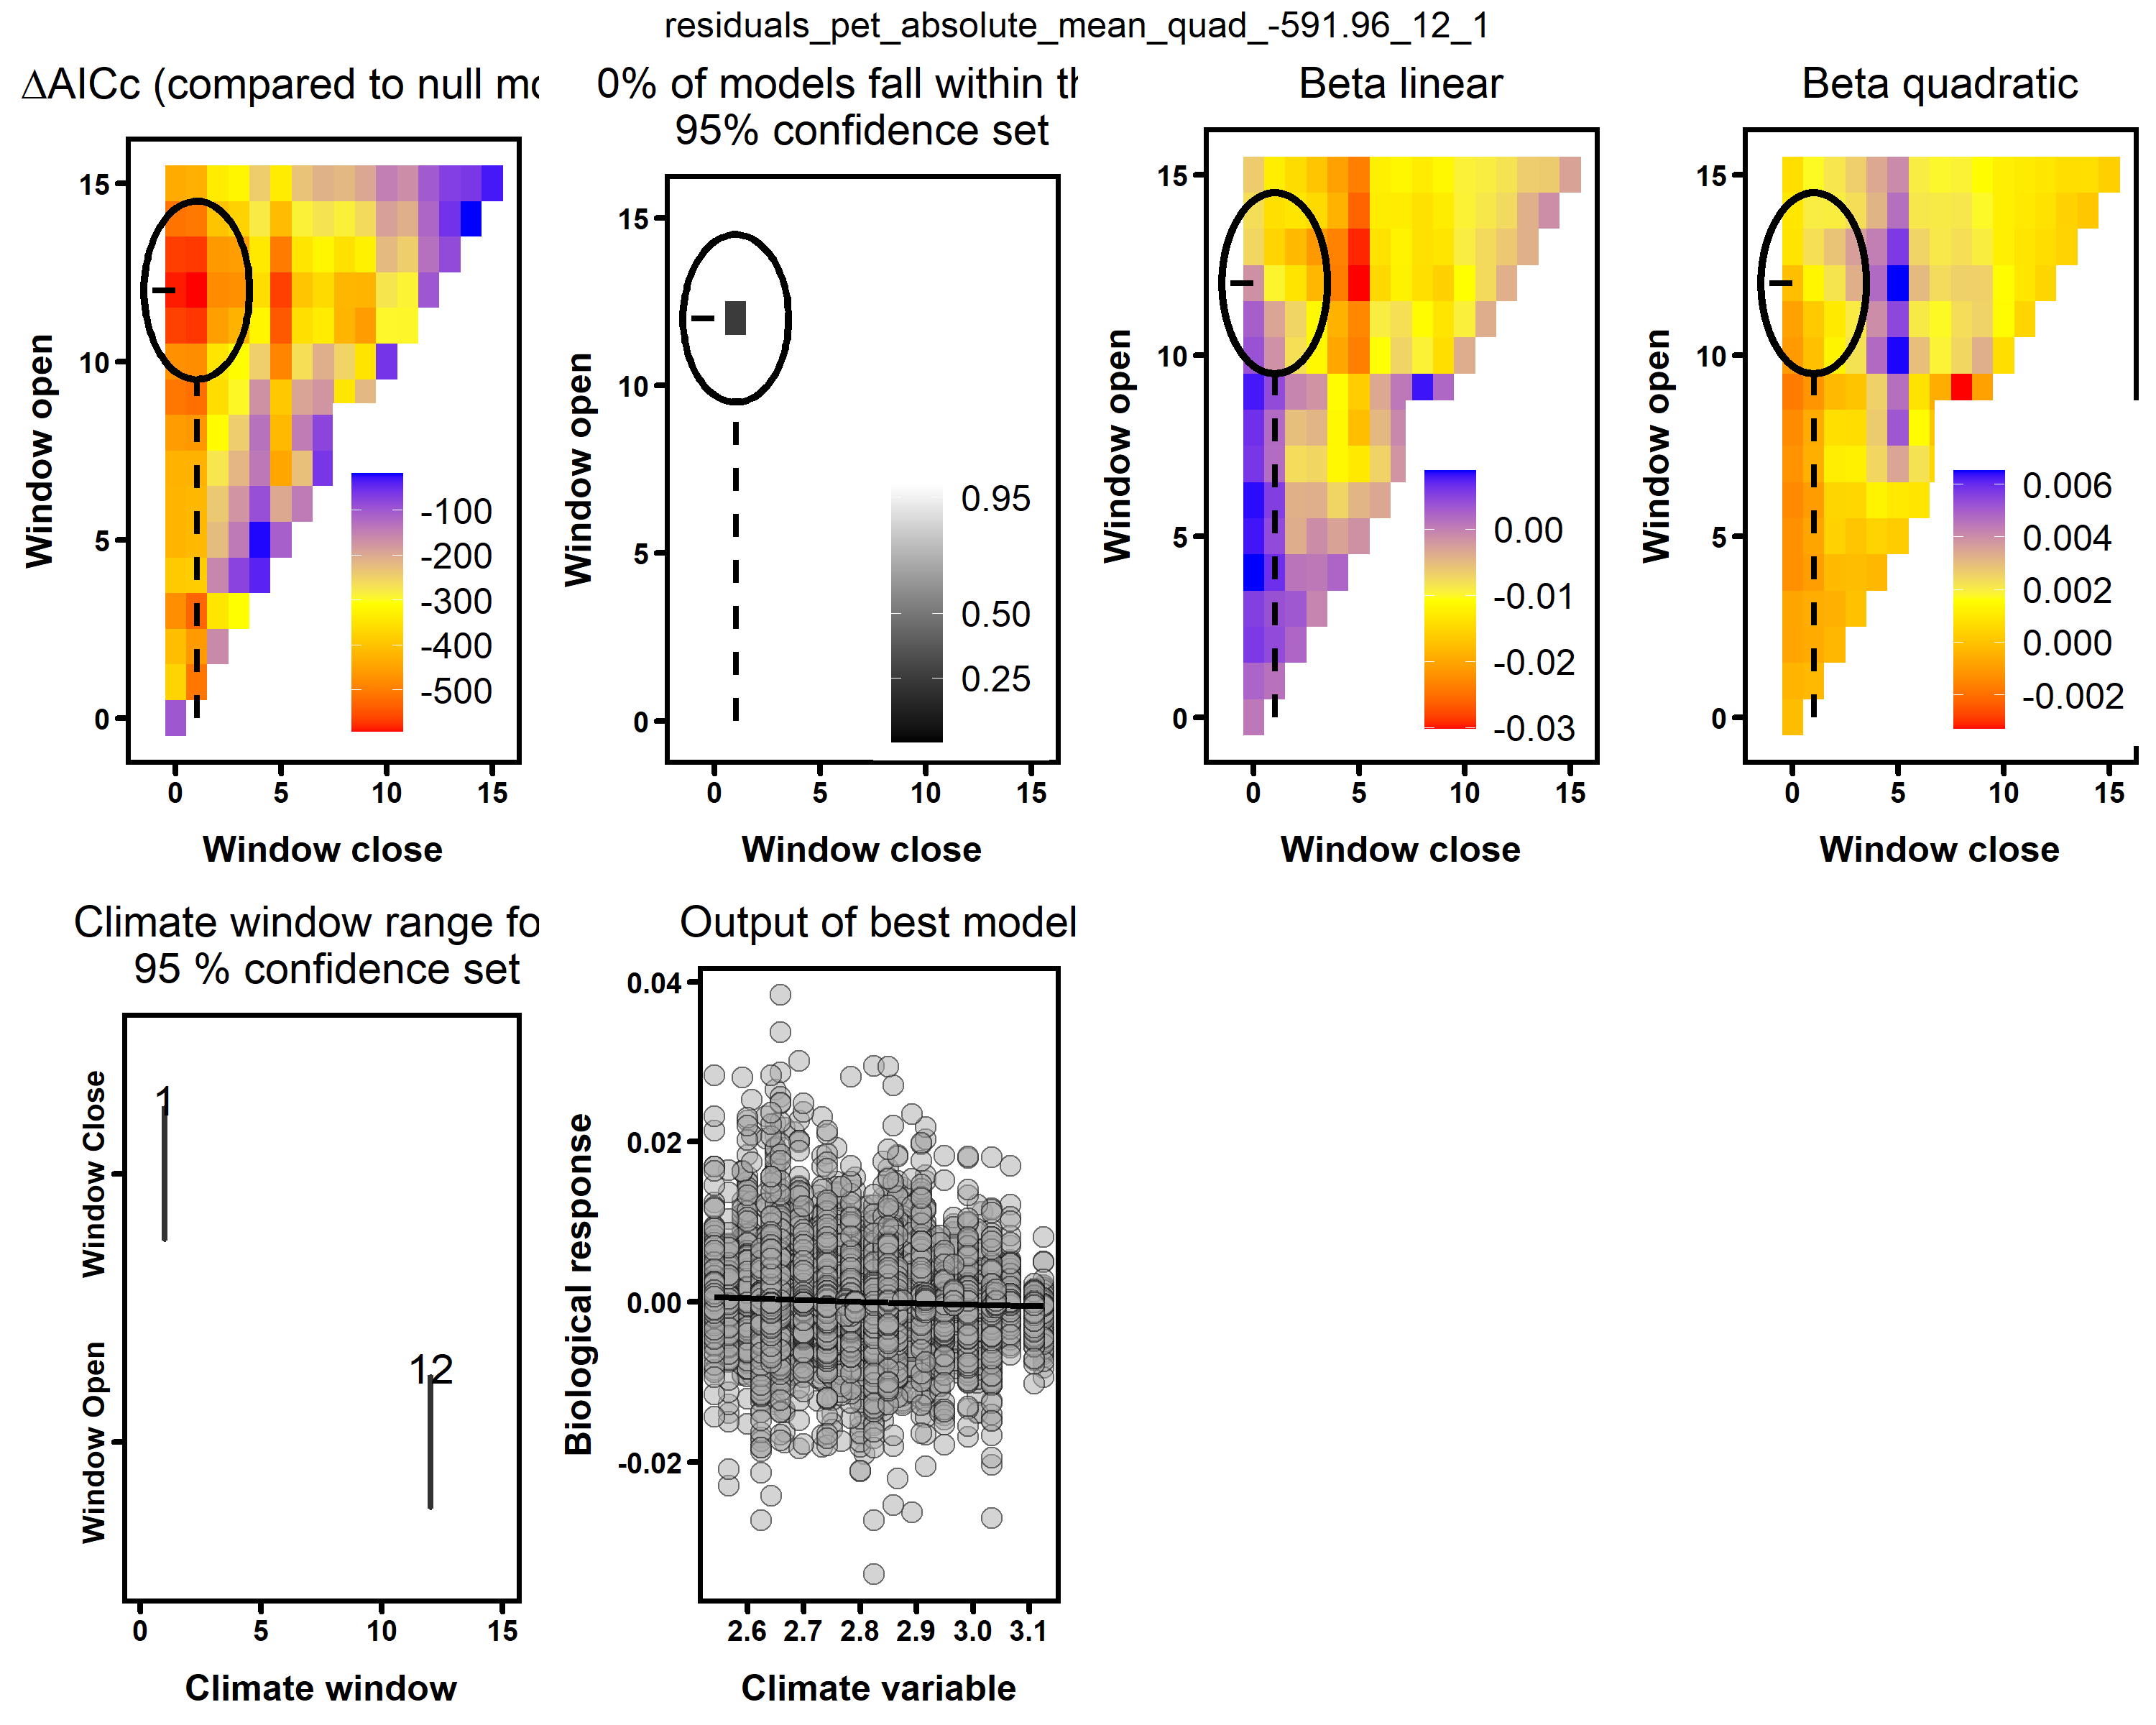 residuals_pet_absolute_mean_quad_-591.96_12_1
ΔAICc (compared to null mo
Window open
15
10
5
0
-100
-200
-300
-400
-500
0 5 10 15
Window close
0% of models fall within th
95% confidence set
Window open
15
10
5
0
0.95
0.50
0.25
0 5 10 15
Window close
Beta linear
Window open
15
10
5
0
0.00
-0.01
-0.02
-0.03
0 5 10 15
Window close
Beta quadratic
Window open
15
10
5
0
0.006
0.004
0.002
0.000
-0.002
0 5 10 15
Window close
Climate window range fo
95 % confidence set
Window Close
Window Open
1
12
0 5 10 15
Climate window
Output of best model
Biological response
0.04
0.02
0.00
-0.02
2.6 2.7 2.8 2.9 3.0 3.1
Climate variable